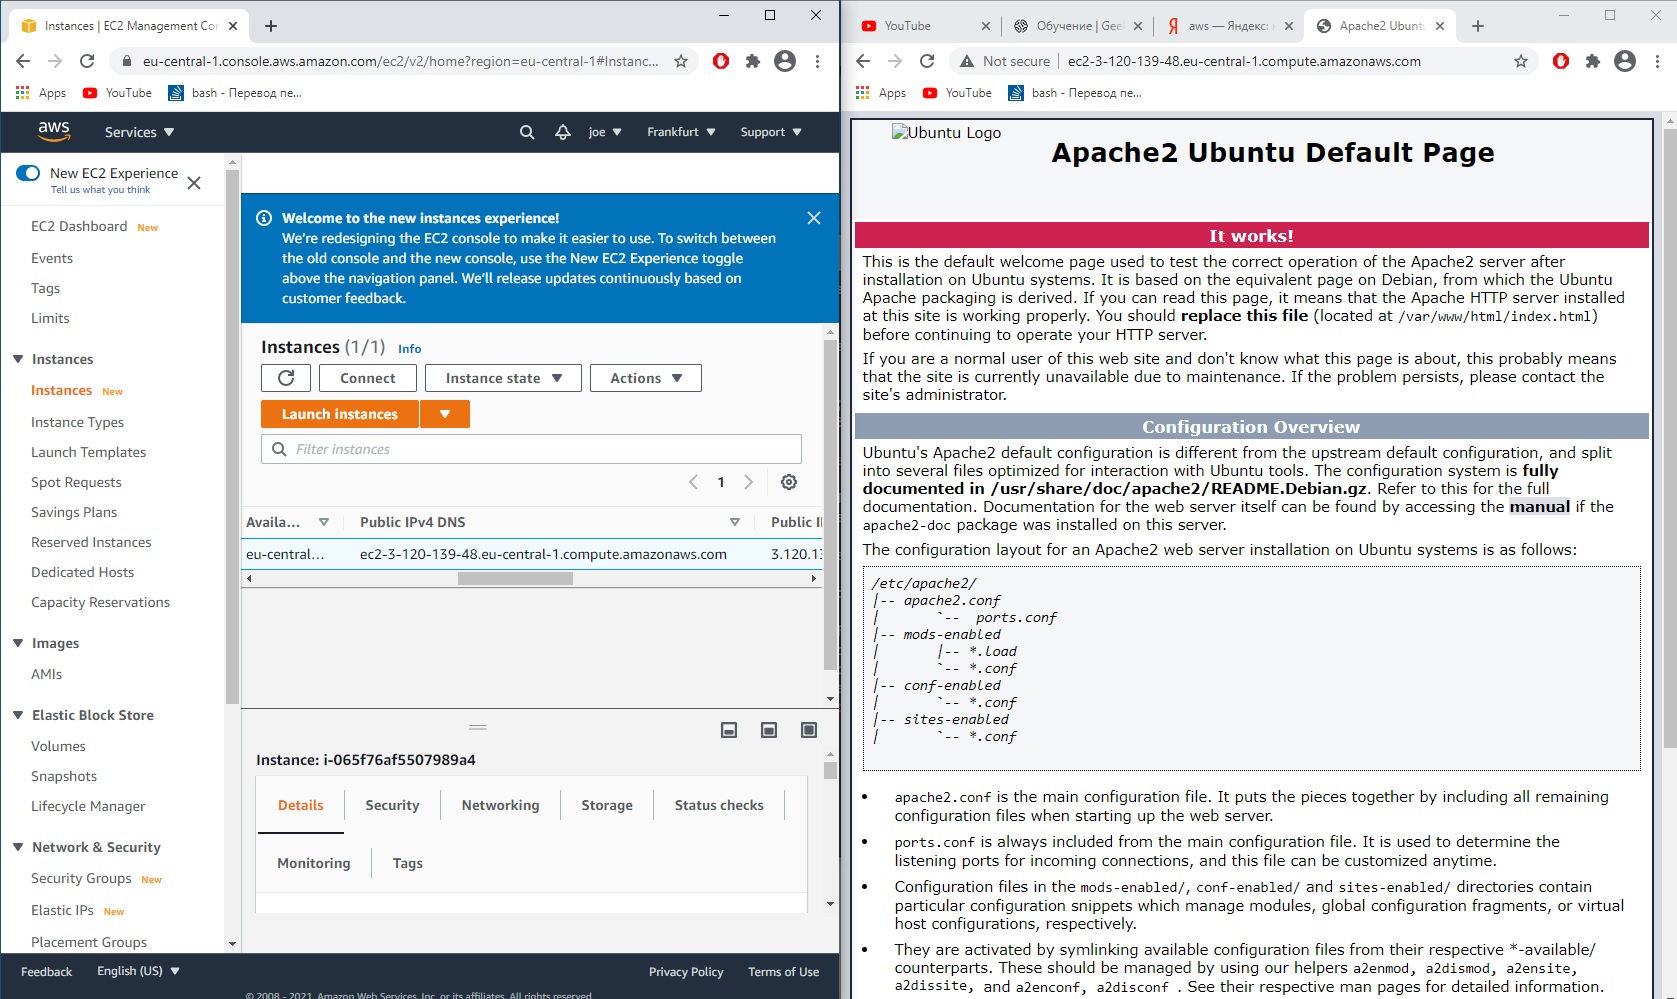 Instances | EC2 Management Con
eu-central-1.console.aws.amazon.com/ec2/v2/home?region=eu-central-1#Instanc...
Apps
YouTube
bash - Перевод пе...
aws
Services
joe
Frankfurt
Support
New EC2 Experience
Tell us what you think
EC2 Dashboard New
Events
Tags
Limits
Instances
Instances New
Instance Types
Launch Templates
Spot Requests
Savings Plans
Reserved Instances
Dedicated Hosts
Capacity Reservations
Images
AMIs
Elastic Block Store
Volumes
Snapshots
Lifecycle Manager
Network & Security
Security Groups New
Elastic IPs New
Placement Groups
Welcome to the new instances experience!
We're redesigning the EC2 console to make it easier to use. To switch between
the old console and the new console, use the New EC2 Experience toggle
above the navigation panel. We'll release updates continuously based on
customer feedback.
Instances (1/1) Info
Connect
Instance state
Actions
Launch instances
Filter instances
1
Availa...
Public IPv4 DNS
Public I
eu-central...
ec2-3-120-139-48.eu-central-1.compute.amazonaws.com
3.120.1
Instance: i-065f76af5507989a4
Details
Security
Networking
Storage
Status checks
Monitoring
Tags
Feedback
English (US)
Privacy Policy
Terms of Use
© 2008 - 2021, Amazon Web Services, Inc. or its affiliates. All rights reserved.
YouTube
Обучение | Gee
aws — Яндекс:
Apache2 Ubunt
Not secure
ec2-3-120-139-48.eu-central-1.compute.amazonaws.com
Apps
YouTube
bash - Перевод пе...
Ubuntu Logo
Apache2 Ubuntu Default Page
It works!
This is the default welcome page used to test the correct operation of the Apache2 server after
installation on Ubuntu systems. It is based on the equivalent page on Debian, from which the Ubuntu
Apache packaging is derived. If you can read this page, it means that the Apache HTTP server installed
at this site is working properly. You should replace this file (located at /var/www/html/index.html)
before continuing to operate your HTTP server.
If you are a normal user of this web site and don't know what this page is about, this probably means
that the site is currently unavailable due to maintenance. If the problem persists, please contact the
site's administrator.
Configuration Overview
Ubuntu's Apache2 default configuration is different from the upstream default configuration, and split
into several files optimized for interaction with Ubuntu tools. The configuration system is fully
documented in /usr/share/doc/apache2/README.Debian.gz. Refer to this for the full
documentation. Documentation for the web server itself can be found by accessing the manual if the
apache2-doc package was installed on this server.
The configuration layout for an Apache2 web server installation on Ubuntu systems is as follows:
/etc/apache2/
|-- apache2.conf
|       `--  ports.conf
|-- mods-enabled
|       |-- *.load
|       `-- *.conf
|-- conf-enabled
|       `-- *.conf
|-- sites-enabled
|       `-- *.conf
• apache2.conf is the main configuration file. It puts the pieces together by including all remaining
configuration files when starting up the web server.
• ports.conf is always included from the main configuration file. It is used to determine the
listening ports for incoming connections, and this file can be customized anytime.
• Configuration files in the mods-enabled/, conf-enabled/ and sites-enabled/ directories contain
particular configuration snippets which manage modules, global configuration fragments, or virtual
host configurations, respectively.
• They are activated by symlinking available configuration files from their respective *-available/
counterparts. These should be managed by using our helpers a2enmod, a2dismod, a2ensite,
a2dissite, and a2enconf, a2disconf . See their respective man pages for detailed information.